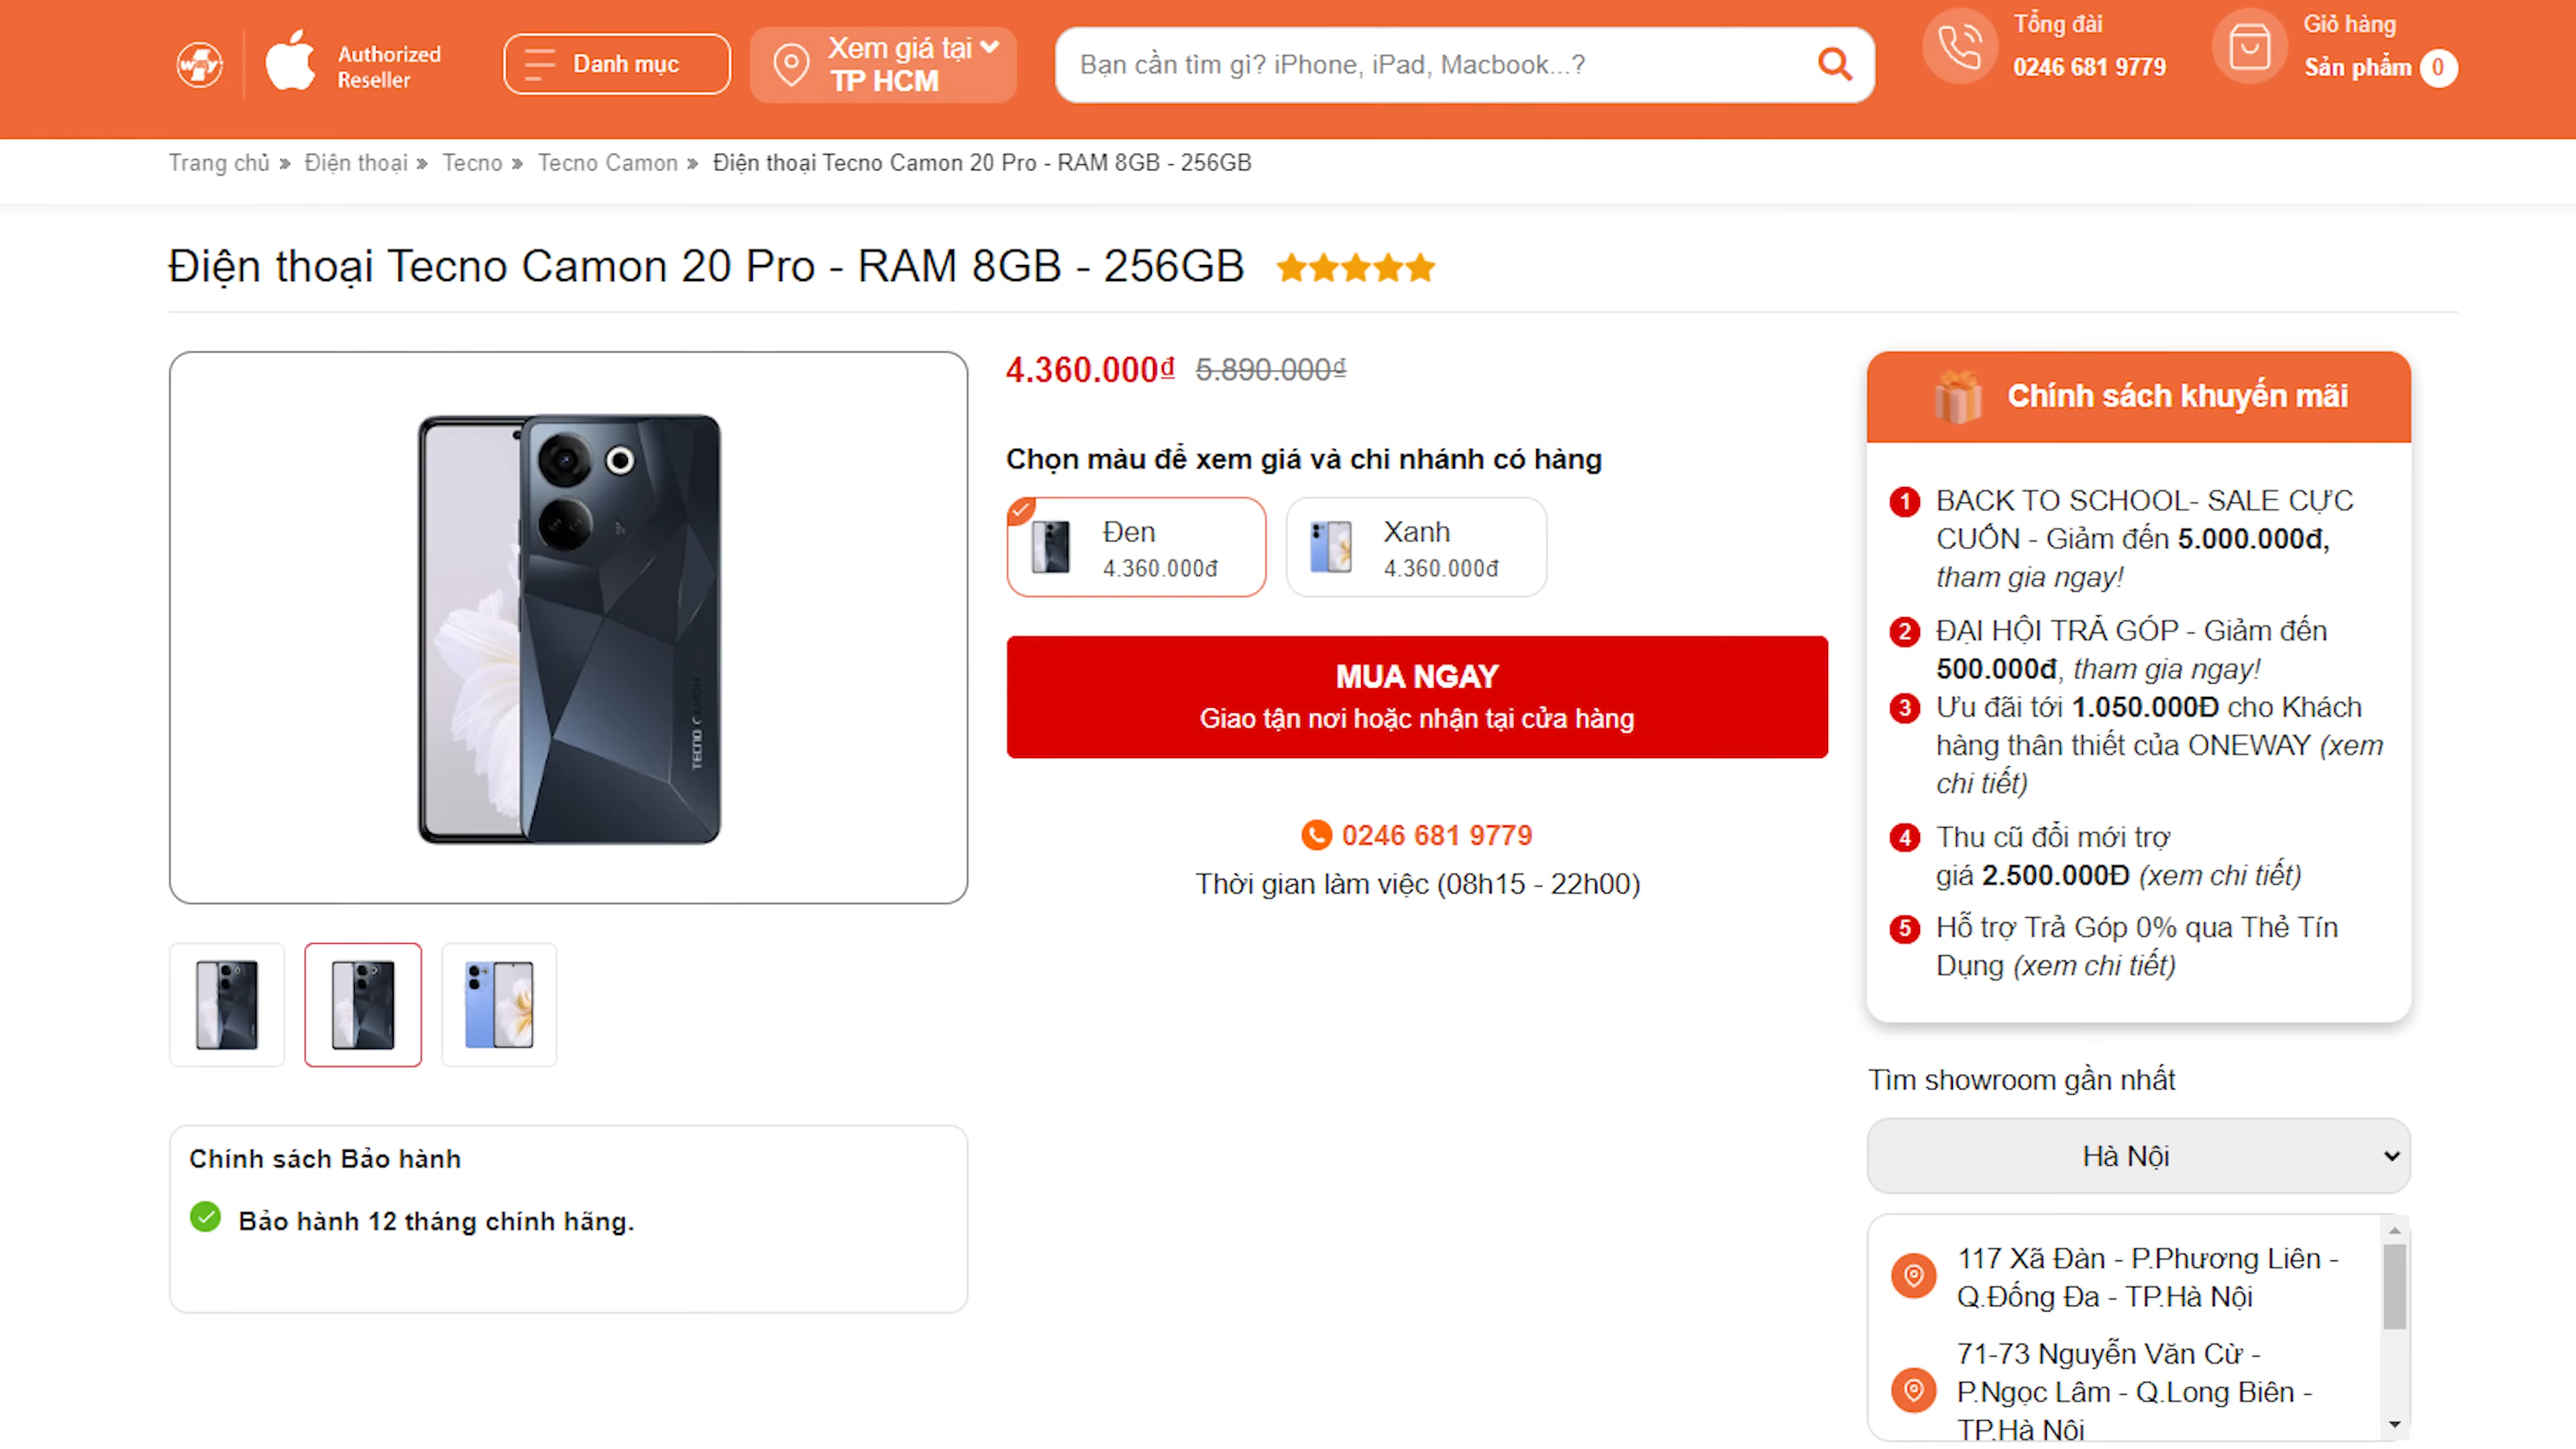 way
Authorized
Reseller
Danh mục
Xem giá tại
TP HCM
Bạn cần tìm gì? iPhone, iPad, Macbook...?
Tổng đài
0246 681 9779
Giỏ hàng
Sản phẩm 0
Trang chủ » Điện thoại » Tecno » Tecno Camon » Điện thoại Tecno Camon 20 Pro - RAM 8GB - 256GB
Điện thoại Tecno Camon 20 Pro - RAM 8GB - 256GB
4.360.000₫ 5.890.000₫
Chọn màu để xem giá và chi nhánh có hàng
Đen
4.360.000đ
Xanh
4.360.000đ
MUA NGAY
Giao tận nơi hoặc nhận tại cửa hàng
0246 681 9779
Thời gian làm việc (08h15 - 22h00)
TECNO CAMON
Chính sách Bảo hành
Bảo hành 12 tháng chính hãng.
Chính sách khuyến mãi
1 BACK TO SCHOOL- SALE CỰC
CUỐN - Giảm đến 5.000.000đ,
tham gia ngay!
2 ĐẠI HỘI TRẢ GÓP - Giảm đến
500.000đ, tham gia ngay!
3 Ưu đãi tới 1.050.000Đ cho Khách
hàng thân thiết của ONEWAY (xem
chi tiết)
4 Thu cũ đổi mới trợ
giá 2.500.000Đ (xem chi tiết)
5 Hỗ trợ Trả Góp 0% qua Thẻ Tín
Dụng (xem chi tiết)
Tìm showroom gần nhất
Hà Nội
117 Xã Đàn - P.Phương Liên -
Q.Đống Đa - TP.Hà Nội
71-73 Nguyễn Văn Cừ -
P.Ngọc Lâm - Q.Long Biên -
TP.Hà Nội